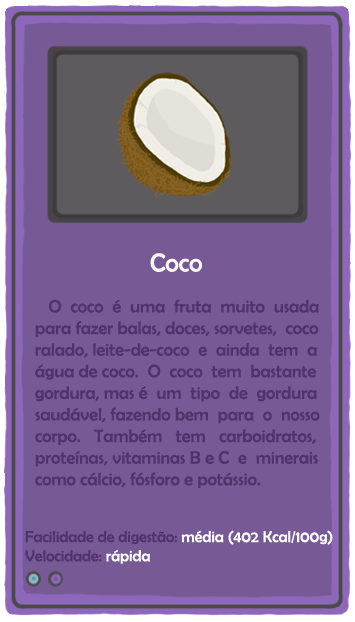 Coco
O coco é uma fruta muito usada
para fazer balas, doces, sorvetes, coco
ralado, leite-de-coco e ainda tem a
água de coco. O coco tem bastante
gordura, mas é um tipo de gordura
saudável, fazendo bem para o nosso
corpo. Também tem carboidratos,
proteínas, vitaminas B e C e minerais
como cálcio, fósforo e potássio.
Facilidade de digestão: média (402 Kcal/100g)
Velocidade: rápida